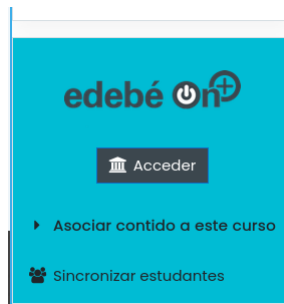 edebé On+
Acceder
Asociar contido a este curso
Sincronizar estudantes